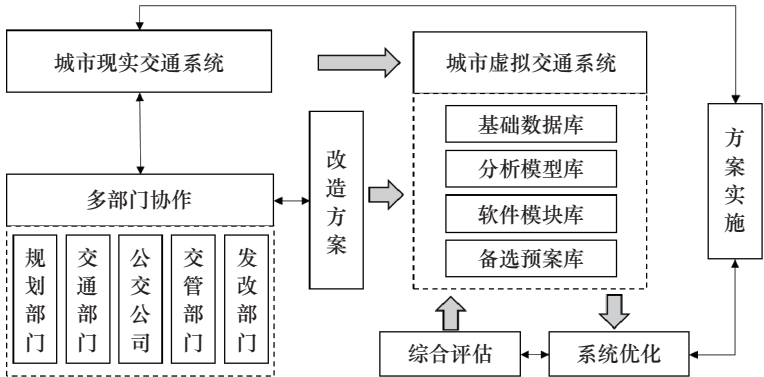 城市现实交通系统
城市虚拟交通系统
基础数据库
分析模型库
软件模块库
备选预案库
改造方案
方案实施
多部门协作
规划部门
交通部门
公交公司
交管部门
发改部门
综合评估
系统优化